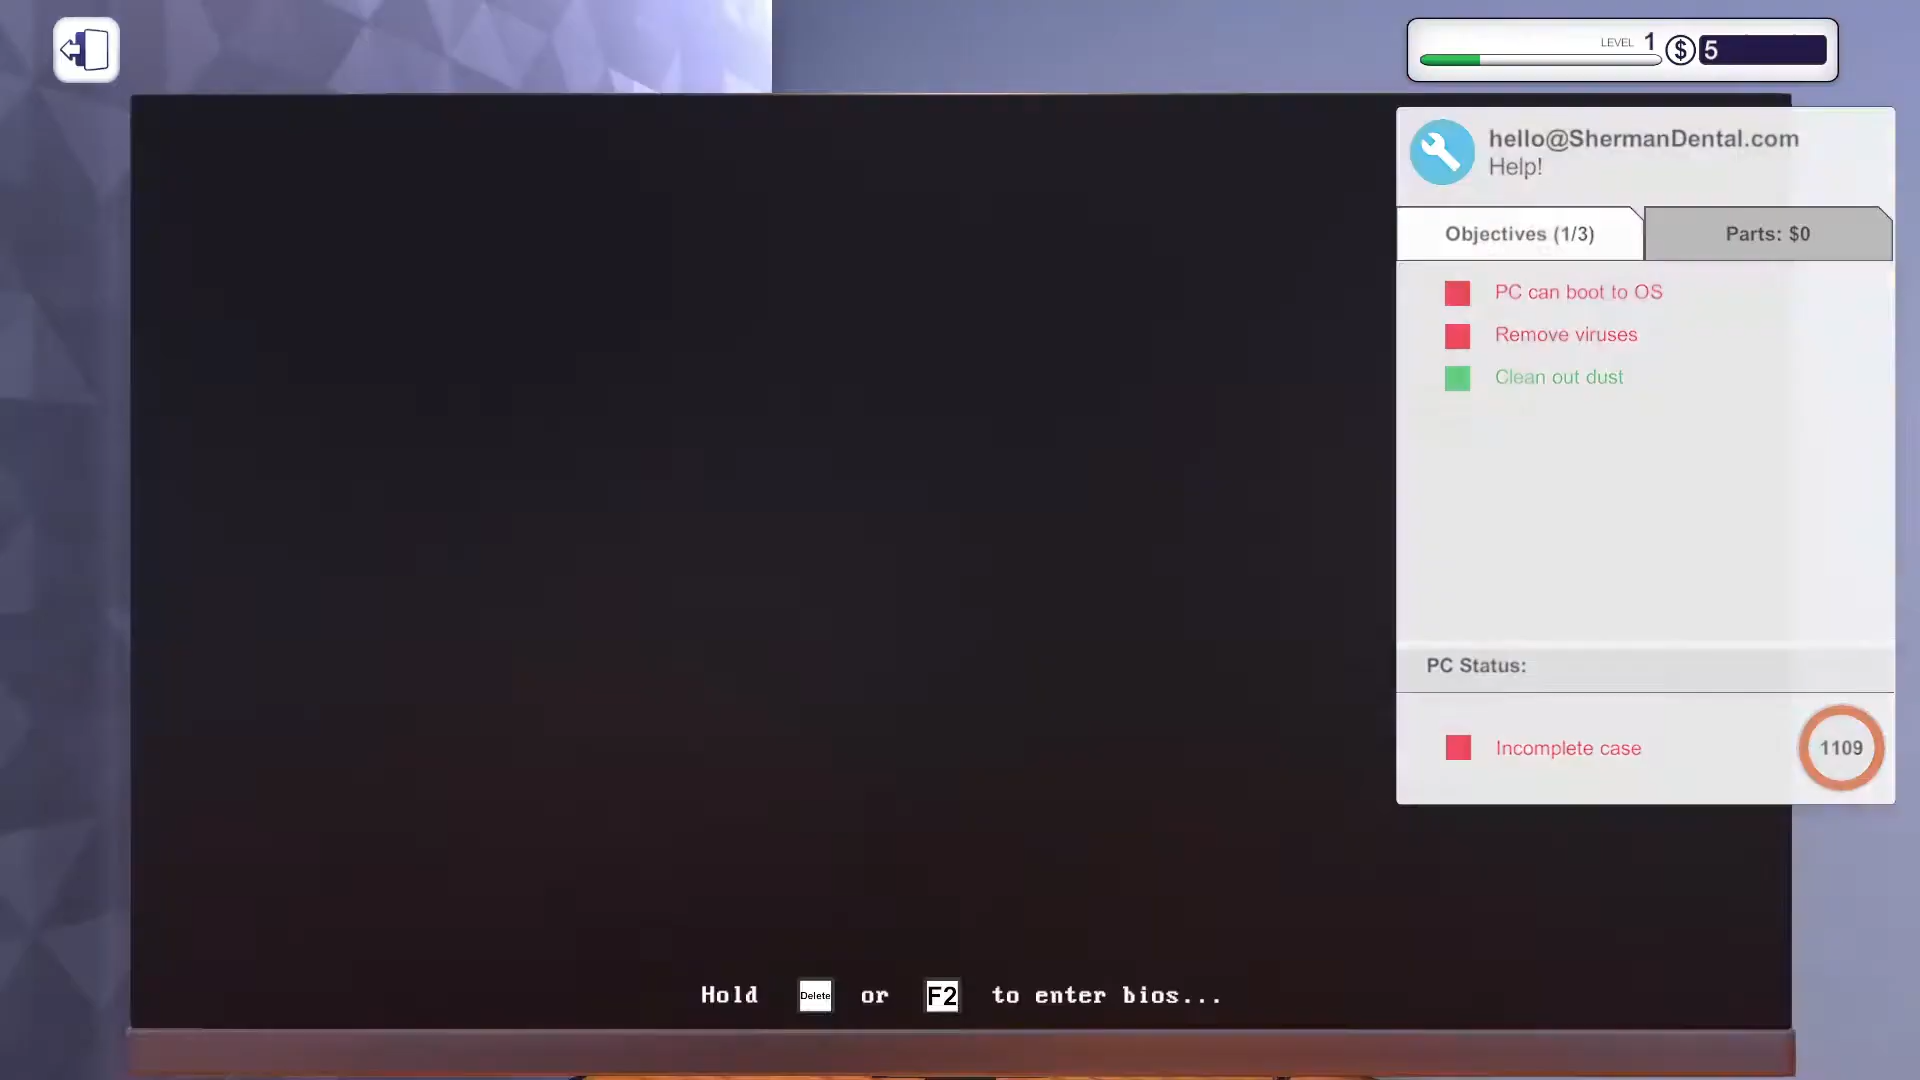 LEVEL 1 $ 5
hello@ShermanDental.com
Help!
Objectives (1/3)
Parts: $0
PC can boot to OS
Remove viruses
Clean out dust
PC Status:
Incomplete case
1109
Hold Delete or F2 to enter bios...